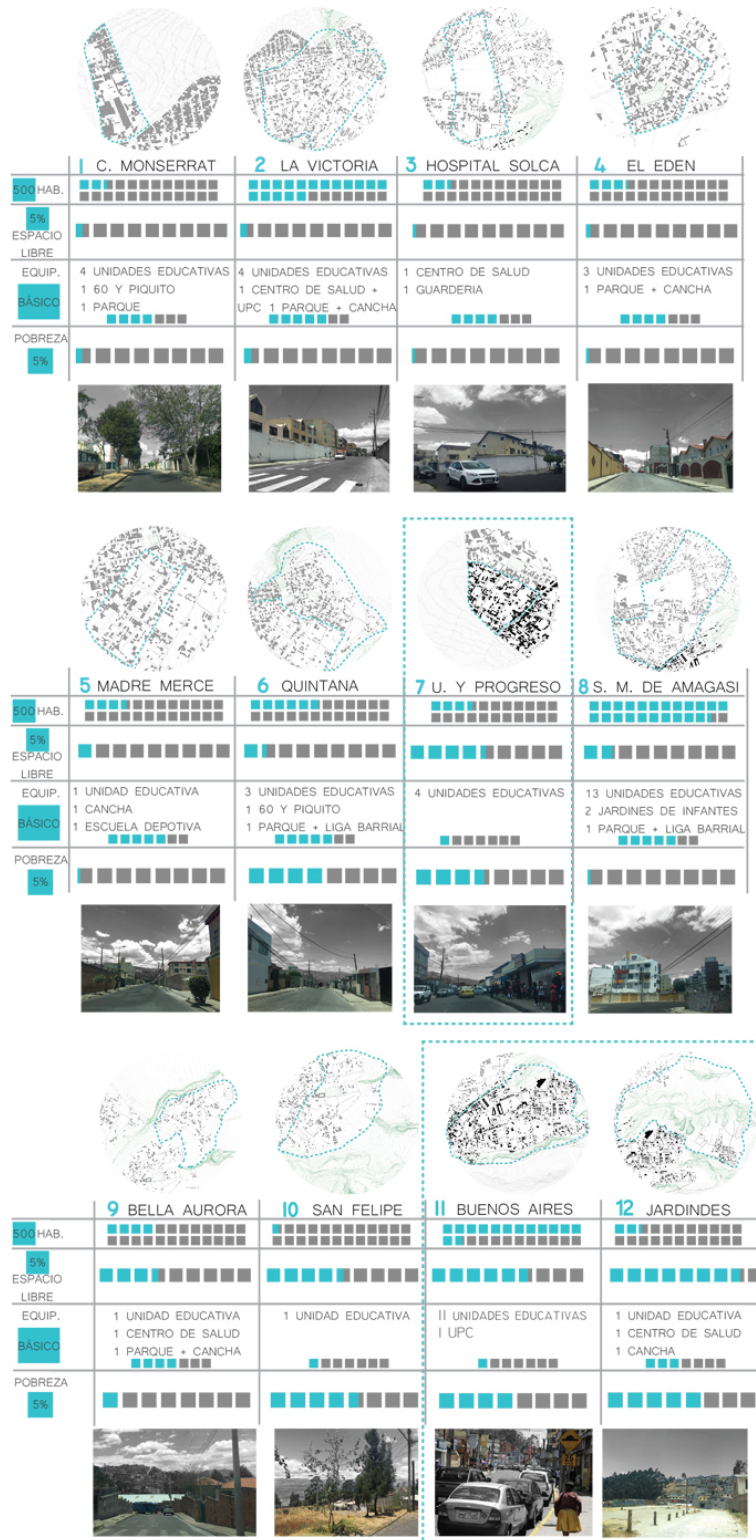 1 C. MONSERRAT
2 LA VICTORIA
3 HOSPITAL SOLCA
4 EL EDEN
500 HAB.
5%
ESPACIO
LIBRE
EQUIP.
BÁSICO
4 UNIDADES EDUCATIVAS
1 60 Y PIQUITO
1 PARQUE
4 UNIDADES EDUCATIVAS
1 CENTRO DE SALUD +
UPC 1 PARQUE + CANCHA
1 CENTRO DE SALUD
1 GUARDERIA
3 UNIDADES EDUCATIVAS
1 PARQUE + CANCHA
POBREZA
5%
5 MADRE MERCE
6 QUINTANA
7 U. Y PROGRESO
8 S. M. DE AMAGASI
500 HAB.
5%
ESPACIO
LIBRE
EQUIP.
BÁSICO
1 UNIDAD EDUCATIVA
1 CANCHA
1 ESCUELA DEPOTIVA
3 UNIDADES EDUCATIVAS
1 60 Y PIQUITO
1 PARQUE + LIGA BARRIAL
4 UNIDADES EDUCATIVAS
13 UNIDADES EDUCATIVAS
2 JARDINES DE INFANTES
1 PARQUE + LIGA BARRIAL
POBREZA
5%
9 BELLA AURORA
10 SAN FELIPE
11 BUENOS AIRES
12 JARDINDES
500 HAB.
5%
ESPACIO
LIBRE
EQUIP.
BÁSICO
1 UNIDAD EDUCATIVA
1 CENTRO DE SALUD
1 PARQUE + CANCHA
1 UNIDAD EDUCATIVA
11 UNIDADES EDUCATIVAS
1 UPC
1 UNIDAD EDUCATIVA
1 CENTRO DE SALUD
1 CANCHA
POBREZA
5%